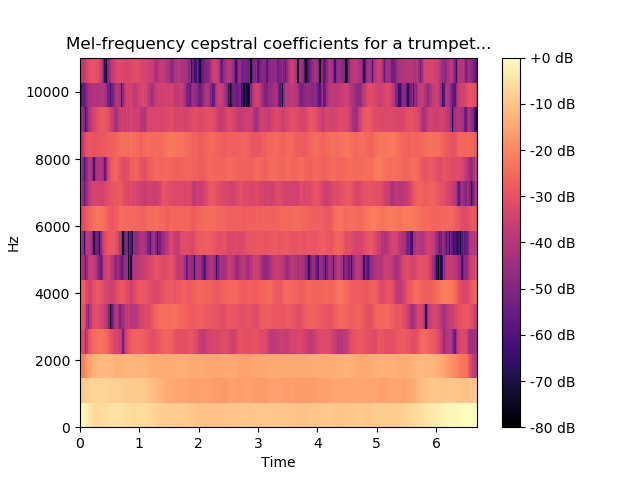 Mel-frequency cepstral coefficients for a trumpet...
+0 dB
10000
-10 dB
-20 dB
8000
-30 dB
Hz
6000
-40 dB
-50 dB
4000
-60 dB
2000
-70 dB
0
-80 dB
0 1 2 3 4 5 6
Time